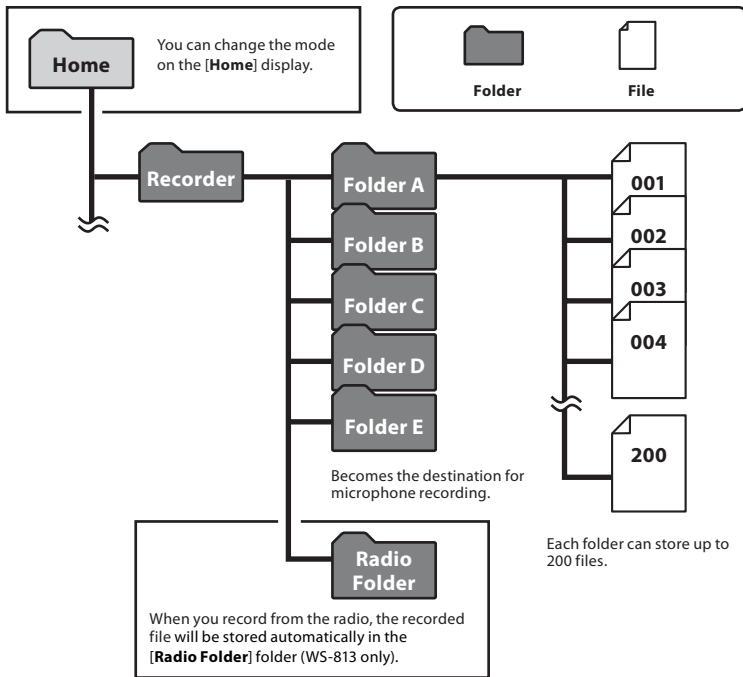 Home
You can change the mode
on the [Home] display.
Folder
File
Recorder
Folder A
Folder B
Folder C
Folder D
Folder E
001
002
003
004
200
Becomes the destination for
microphone recording.
Each folder can store up to
200 files.
Radio
Folder
When you record from the radio, the recorded
file will be stored automatically in the
[Radio Folder] folder (WS-813 only).